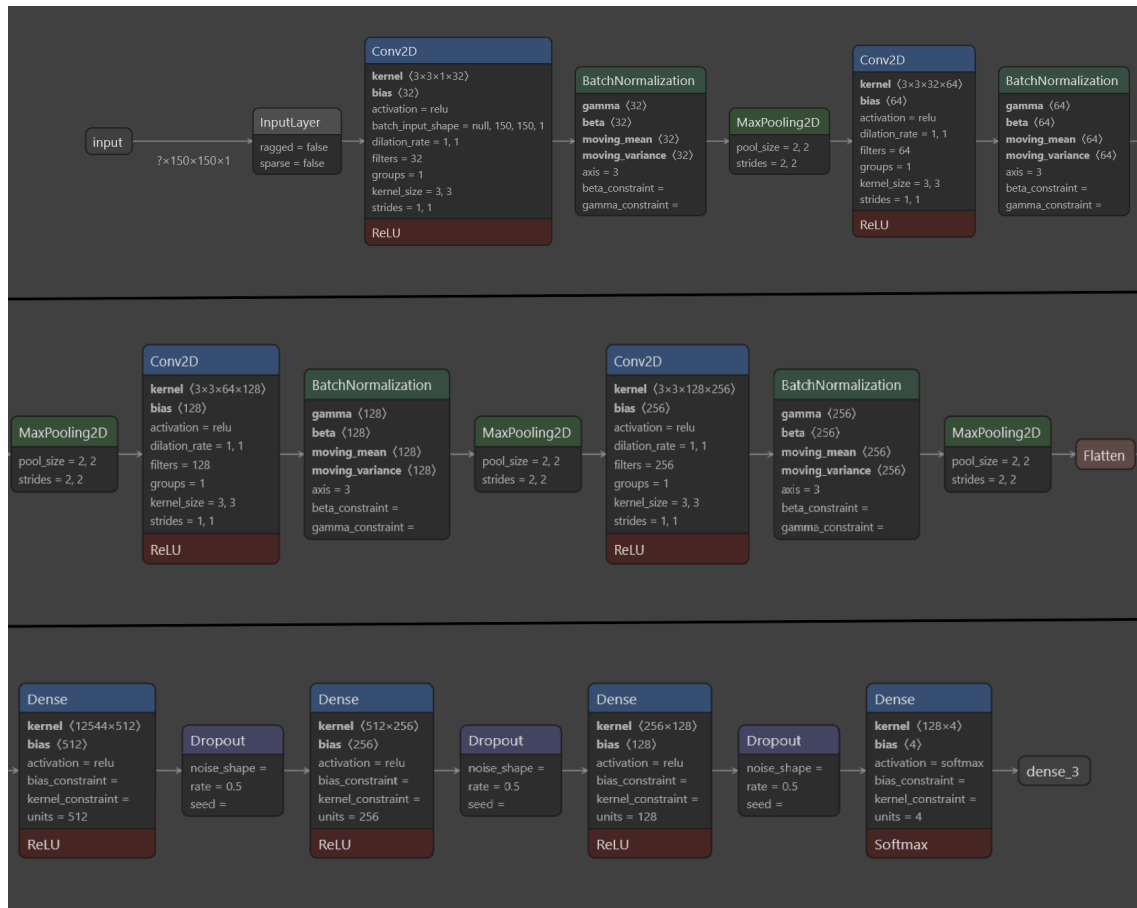 input
?×150×150×1
InputLayer
ragged = false
sparse = false
Conv2D
kernel ⟨3×3×1×32⟩
bias ⟨32⟩
activation = relu
batch_input_shape = null, 150, 150, 1
dilation_rate = 1, 1
filters = 32
groups = 1
kernel_size = 3, 3
strides = 1, 1
ReLU
BatchNormalization
gamma ⟨32⟩
beta ⟨32⟩
moving_mean ⟨32⟩
moving_variance ⟨32⟩
axis = 3
beta_constraint =
gamma_constraint =
MaxPooling2D
pool_size = 2, 2
strides = 2, 2
Conv2D
kernel ⟨3×3×32×64⟩
bias ⟨64⟩
activation = relu
dilation_rate = 1, 1
filters = 64
groups = 1
kernel_size = 3, 3
strides = 1, 1
ReLU
BatchNormalization
gamma ⟨64⟩
beta ⟨64⟩
moving_mean ⟨64⟩
moving_variance ⟨64⟩
axis = 3
beta_constraint =
gamma_constraint =
MaxPooling2D
pool_size = 2, 2
strides = 2, 2
Conv2D
kernel ⟨3×3×64×128⟩
bias ⟨128⟩
activation = relu
dilation_rate = 1, 1
filters = 128
groups = 1
kernel_size = 3, 3
strides = 1, 1
ReLU
BatchNormalization
gamma ⟨128⟩
beta ⟨128⟩
moving_mean ⟨128⟩
moving_variance ⟨128⟩
axis = 3
beta_constraint =
gamma_constraint =
MaxPooling2D
pool_size = 2, 2
strides = 2, 2
Conv2D
kernel ⟨3×3×128×256⟩
bias ⟨256⟩
activation = relu
dilation_rate = 1, 1
filters = 256
groups = 1
kernel_size = 3, 3
strides = 1, 1
ReLU
BatchNormalization
gamma ⟨256⟩
beta ⟨256⟩
moving_mean ⟨256⟩
moving_variance ⟨256⟩
axis = 3
beta_constraint =
gamma_constraint =
MaxPooling2D
pool_size = 2, 2
strides = 2, 2
Flatten
Dense
kernel ⟨12544×512⟩
bias ⟨512⟩
activation = relu
bias_constraint =
kernel_constraint =
units = 512
ReLU
Dropout
noise_shape =
rate = 0.5
seed =
Dense
kernel ⟨512×256⟩
bias ⟨256⟩
activation = relu
bias_constraint =
kernel_constraint =
units = 256
ReLU
Dropout
noise_shape =
rate = 0.5
seed =
Dense
kernel ⟨256×128⟩
bias ⟨128⟩
activation = relu
bias_constraint =
kernel_constraint =
units = 128
ReLU
Dropout
noise_shape =
rate = 0.5
seed =
Dense
kernel ⟨128×4⟩
bias ⟨4⟩
activation = softmax
bias_constraint =
kernel_constraint =
units = 4
Softmax
dense_3